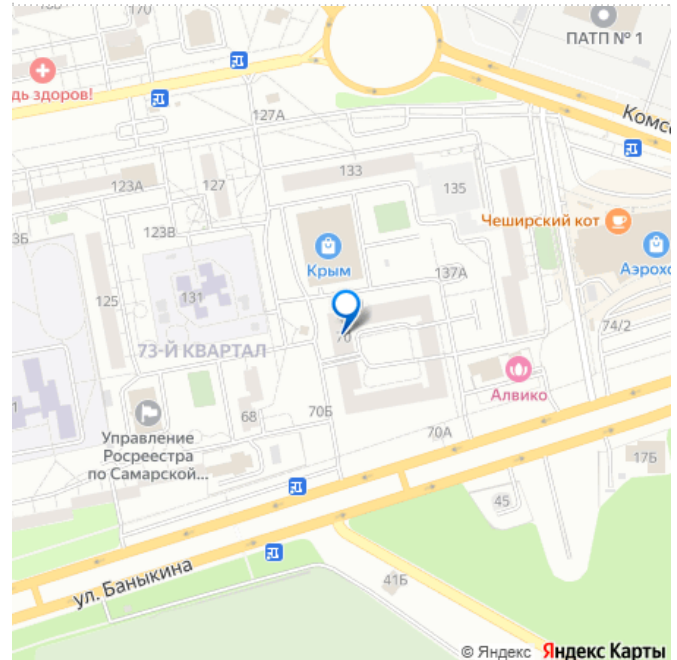 170
ПАТП № 1
дь здоров!
127А
Комсо
133
123А
127
135
Чеширский кот
3Б
123В
Крым
137А
Аэрохо
131
125
70
74/2
73-Й КВАРТАЛ
Алвико
68
70Б
1
Управление
Росреестра
по Самарской...
70А
17Б
45
ул. Баныкина
41Б
© Яндекс Яндекс Карты